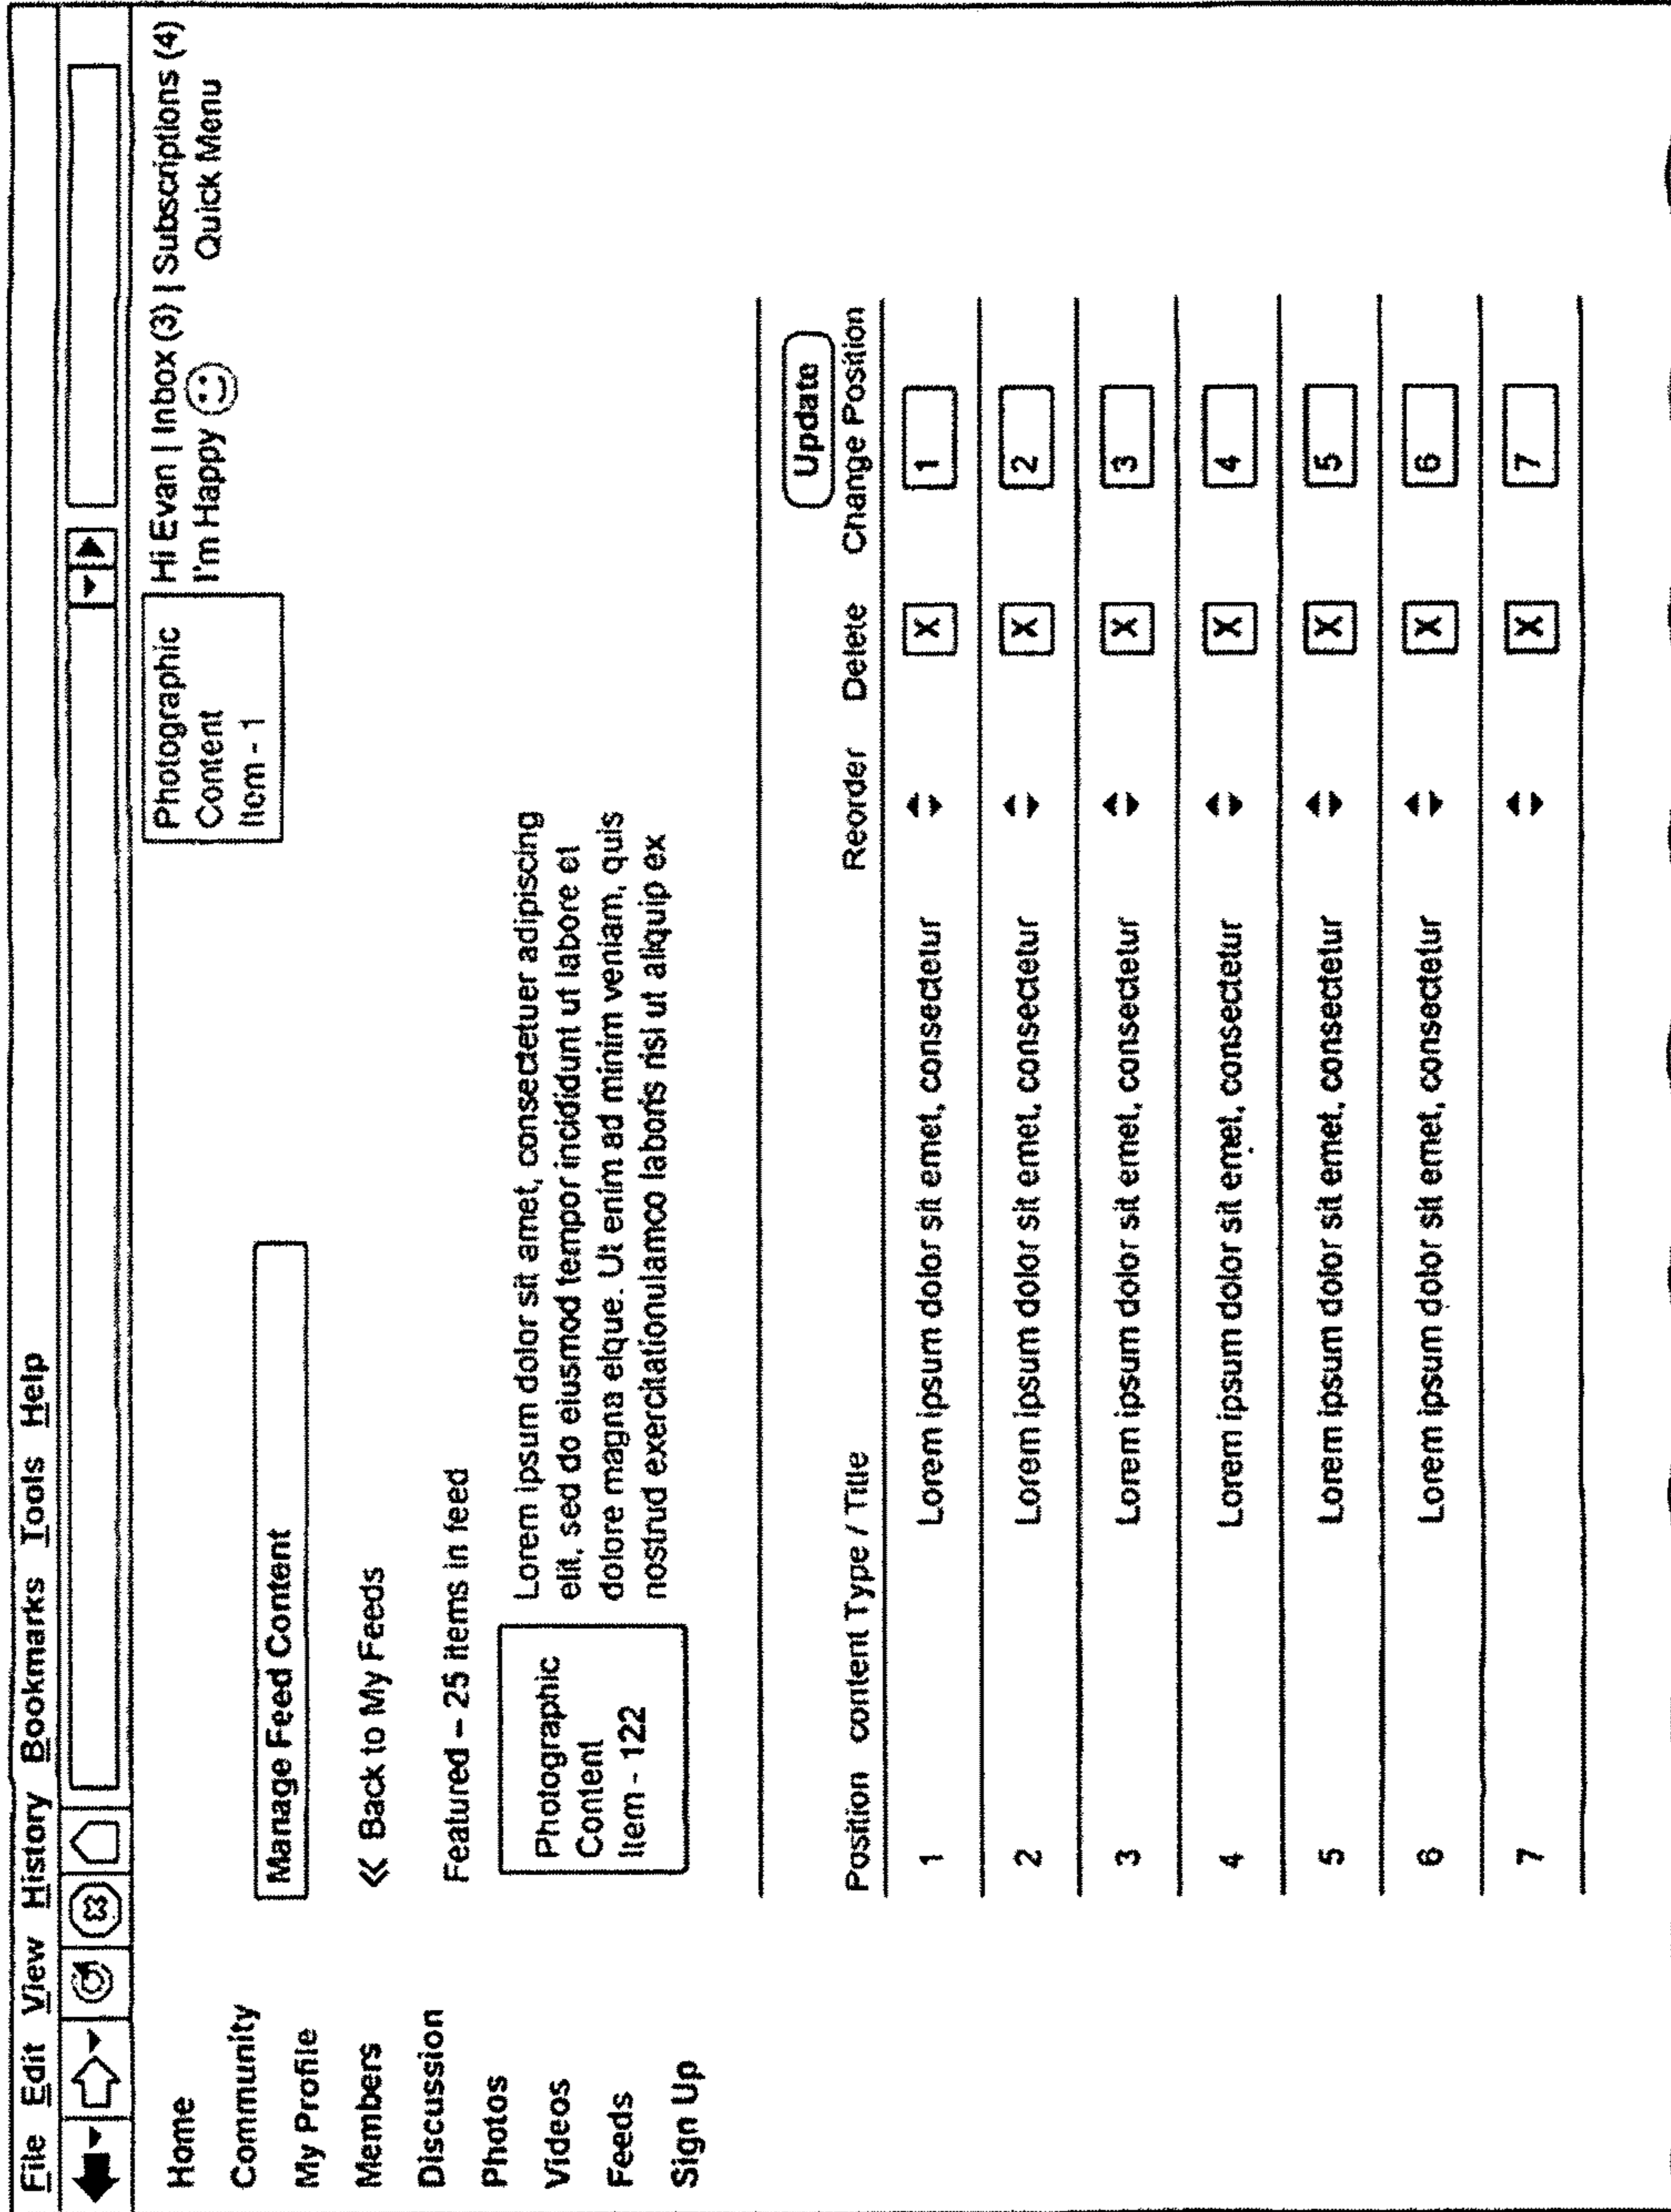 File Edit View History Bookmarks Tools Help
Photographic
Content
Item - 1
Hi Evan | Inbox (3) | Subscriptions (4)
I'm Happy
Quick Menu
Home
Community
My Profile
Members
Discussion
Photos
Videos
Feeds
Sign Up
Manage Feed Content
« Back to My Feeds
Featured – 25 items in feed
Photographic
Content
Item - 122
Lorem ipsum dolor sit amet, consectetuer adipiscing
elit, sed do eiusmod tempor incididunt ut labore et
dolore magna elque. Ut enim ad minim veniam, quis
nostrud exercitationulamco laboris nisi ut aliquip ex
Update
Position content Type / Title Reorder Delete Change Position
1 Lorem ipsum dolor sit emet, consectetur X 1
2 Lorem ipsum dolor sit emet, consectetur X 2
3 Lorem ipsum dolor sit emet, consectetur X 3
4 Lorem ipsum dolor sit emet, consectetur X 4
5 Lorem ipsum dolor sit emet, consectetur X 5
6 Lorem ipsum dolor sit emet, consectetur X 6
7 X 7